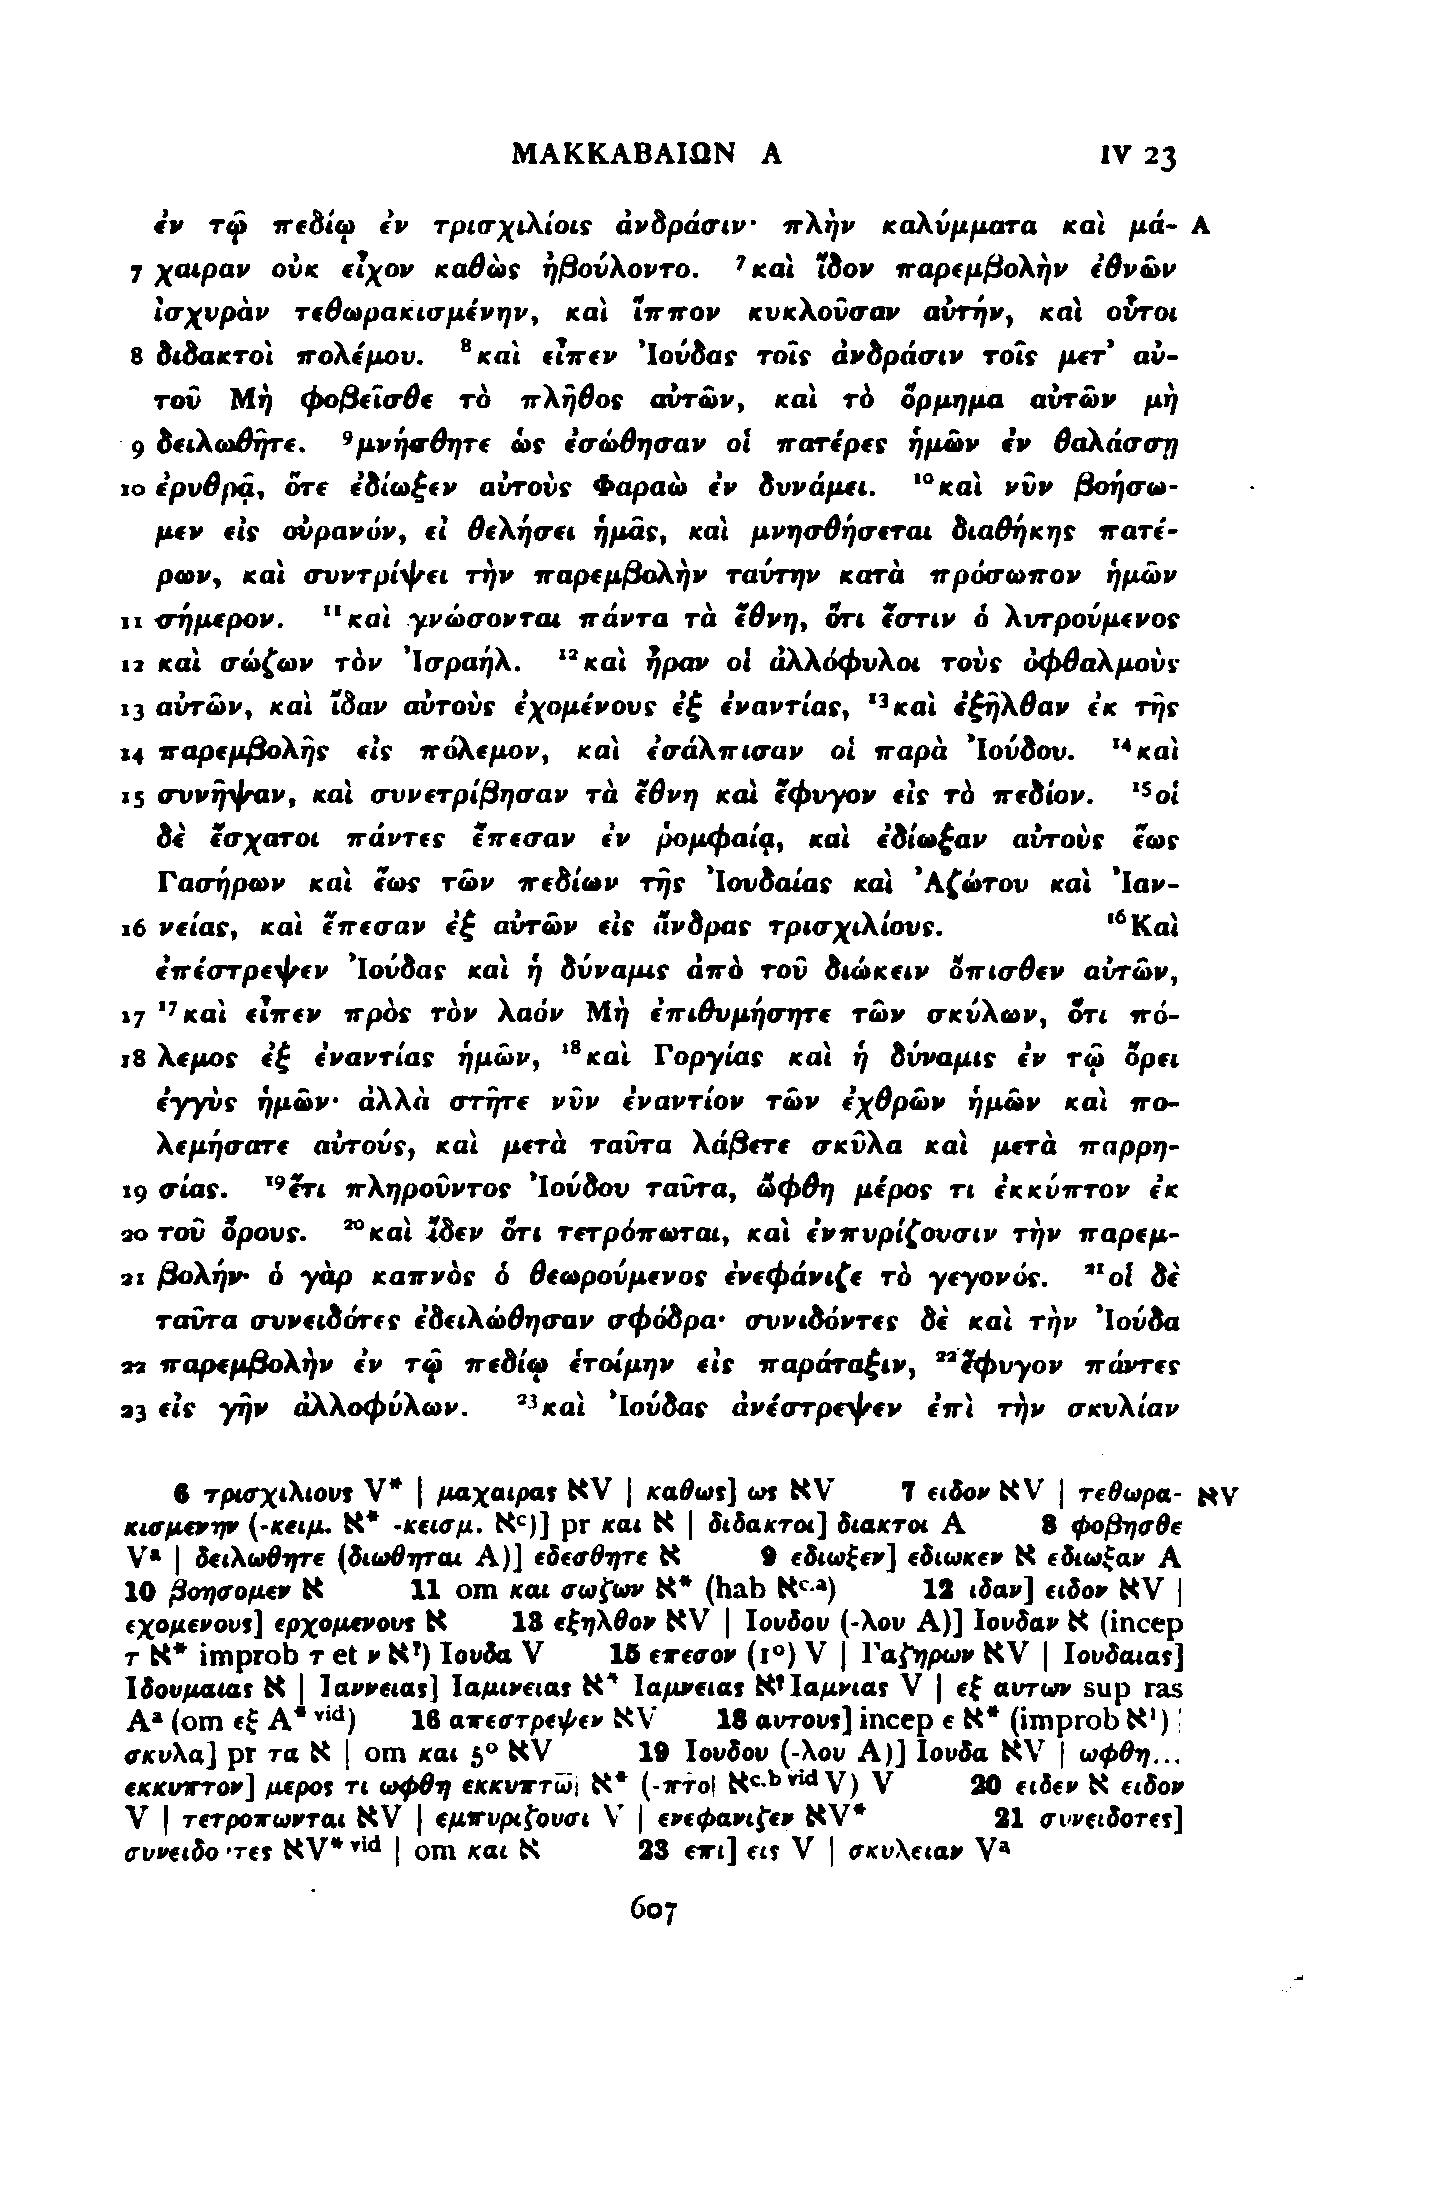 ΜΑΚΚΑΒΑΙΩΝ Α IV 23
ἐν τῷ πεδίῳ ἐν τρισχιλίοις ἀνδράσιν· πλὴν καλύμματα καὶ μά- A
7 χαιραν οὐκ εἶχον καθὼς ἠβούλοντο. ⁷καὶ ἴδον παρεμβολὴν ἐθνῶν
ἰσχυρὰν τεθωρακισμένην, καὶ ἵππον κυκλοῦσαν αὐτήν, καὶ οὗτοι
8 διδακτοὶ πολέμου. ⁸καὶ εἶπεν Ἰούδας τοῖς ἀνδράσιν τοῖς μετ᾽ αὐ-
τοῦ Μὴ φοβεῖσθε τὸ πλῆθος αὐτῶν, καὶ τὸ ὅρμημα αὐτῶν μὴ
9 δειλωθῆτε. ⁹μνήσθητε ὡς ἐσώθησαν οἱ πατέρες ἡμῶν ἐν θαλάσσῃ
10 ἐρυθρᾷ, ὅτε ἐδίωξεν αὐτοὺς Φαραὼ ἐν δυνάμει. ¹⁰καὶ νῦν βοήσω-
μεν εἰς οὐρανόν, εἰ θελήσει ἡμᾶς, καὶ μνησθήσεται διαθήκης πατέ-
ρων, καὶ συντρίψει τὴν παρεμβολὴν ταύτην κατὰ πρόσωπον ἡμῶν
11 σήμερον. ¹¹καὶ γνώσονται πάντα τὰ ἔθνη, ὅτι ἔστιν ὁ λυτρούμενος
12 καὶ σώζων τὸν Ἰσραήλ. ¹²καὶ ἦραν οἱ ἀλλόφυλοι τοὺς ὀφθαλμοὺς
13 αὐτῶν, καὶ ἴδαν αὐτοὺς ἐχομένους ἐξ ἐναντίας, ¹³καὶ ἐξῆλθαν ἐκ τῆς
14 παρεμβολῆς εἰς πόλεμον, καὶ ἐσάλπισαν οἱ παρὰ Ἰούδου. ¹⁴καὶ
15 συνῆψαν, καὶ συνετρίβησαν τὰ ἔθνη καὶ ἔφυγον εἰς τὸ πεδίον. ¹⁵οἱ
δὲ ἔσχατοι πάντες ἔπεσαν ἐν ῥομφαίᾳ, καὶ ἐδίωξαν αὐτοὺς ἕως
Γασήρων καὶ ἕως τῶν πεδίων τῆς Ἰουδαίας καὶ Ἀζώτου καὶ Ἰαν-
16 νείας, καὶ ἔπεσαν ἐξ αὐτῶν εἰς ἄνδρας τρισχιλίους. ¹⁶Καὶ
ἐπέστρεψεν Ἰούδας καὶ ἡ δύναμις ἀπὸ τοῦ διώκειν ὄπισθεν αὐτῶν,
17 ¹⁷καὶ εἶπεν πρὸς τὸν λαόν Μὴ ἐπιθυμήσητε τῶν σκύλων, ὅτι πό-
18 λεμος ἐξ ἐναντίας ἡμῶν, ¹⁸καὶ Γοργίας καὶ ἡ δύναμις ἐν τῷ ὄρει
ἐγγὺς ἡμῶν· ἀλλὰ στῆτε νῦν ἐναντίον τῶν ἐχθρῶν ἡμῶν καὶ πο-
λεμήσατε αὐτούς, καὶ μετὰ ταῦτα λάβετε σκῦλα καὶ μετὰ παρρη-
19 σίας. ¹⁹ἔτι πληροῦντος Ἰούδου ταῦτα, ὤφθη μέρος τι ἐκκύπτον ἐκ
20 τοῦ ὄρους. ²⁰καὶ ἴδεν ὅτι τετρόπωται, καὶ ἐνπυρίζουσιν τὴν παρεμ-
21 βολήν· ὁ γὰρ καπνὸς ὁ θεωρούμενος ἐνεφάνιζε τὸ γεγονός. ²¹οἱ δὲ
ταῦτα συνειδότες ἐδειλώθησαν σφόδρα· συνιδόντες δὲ καὶ τὴν Ἰούδα
22 παρεμβολὴν ἐν τῷ πεδίῳ ἑτοίμην εἰς παράταξιν, ²²ἔφυγον πάντες
23 εἰς γῆν ἀλλοφύλων. ²³καὶ Ἰούδας ἀνέστρεψεν ἐπὶ τὴν σκυλίαν
6 τρισχιλιους V* | μαχαιρας אV | καθως] ως אV 7 ειδον אV | τεθωρα- אV
κισμενην (-κειμ. א* -κεισμ. אᶜ)] pr και א | διδακτοι] διακτοι A 8 φοβησθε
Vᵃ | δειλωθητε (διωθηται A)] εδεσθητε א 9 εδιωξεν] εδιωκεν א εδιωξαν A
10 βοησομεν א 11 om και σωζων א* (hab אᶜ·ᵃ) 12 ιδαν] ειδον אV |
εχομενους] ερχομενους א 13 εξηλθον אV | Ιουδου (-λου A)] Ιουδαν א (incep
τ א* improb τ et ν א¹) Ιουδα V 15 επεσον (1°) V | Γαζηρων אV | Ιουδαιας]
Ιδουμαιας א | Ιαννειας] Ιαμινειας א* Ιαμνειας א¹ Ιαμνιας V | εξ αυτων sup ras
Aᵃ (om εξ A* ᵛⁱᵈ) 16 απεστρεψεν אV 18 αυτους] incep ε א* (improb א¹) |
σκυλα] pr τα א | om και 5° אV 19 Ιουδου (-λου A)] Ιουδα אV | ωφθη...
εκκυπτον] μερος τι ωφθη εκκυπτω̄| א* (-πτο| אᶜ·ᵇ ᵛⁱᵈ V) V 20 ειδεν א ειδον
V | τετροπωνται אV | εμπυριζουσι V | ενεφανιζεν אV* 21 συνειδοτες]
συνειδο·τες אV* ᵛⁱᵈ | om και א 23 επι] εις V | σκυλειαν Vᵃ
607